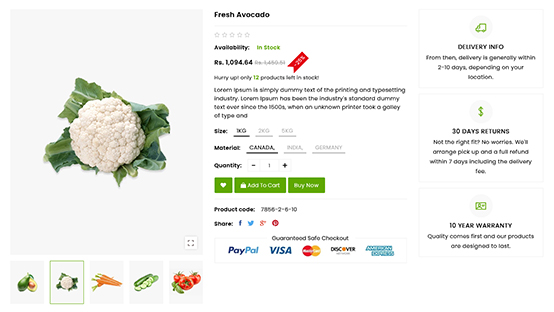 Fresh Avocado
Availability: In Stock
Rs. 1,094.64 Rs. 1,459.51 -25%
Hurry up! only 12 products left in stock!
Lorem Ipsum is simply dummy text of the printing and typesetting
industry. Lorem Ipsum has been the industry's standard dummy
text ever since the 1500s, when an unknown printer took a galley
of type and
Size: 1KG 2KG 5KG
Material: CANADA, INDIA, GERMANY
Quantity: - 1 +
Add To Cart Buy Now
Product code: 7856-2-6-10
Share:
Guaranteed Safe Checkout
PayPal VISA MasterCard DISCOVER AMERICAN EXPRESS
DELIVERY INFO
From then, delivery is generally within
2-10 days, depending on your
location.
30 DAYS RETURNS
Not the right fit? No worries. We'll
arrange pick up and a full refund
within 7 days including the delivery
fee.
10 YEAR WARRANTY
Quality comes first and our products
are designed to last.